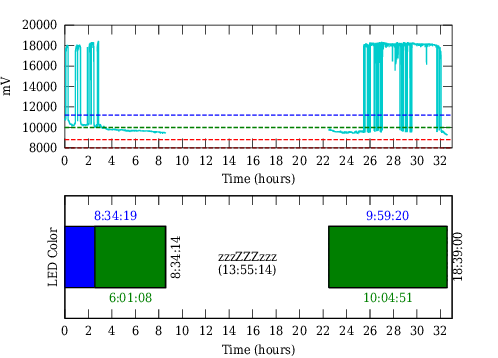 20000
18000
16000
14000
12000
10000
8000
mV
0 2 4 6 8 10 12 14 16 18 20 22 24 26 28 30 32
Time (hours)
8:34:19
9:59:20
LED Color
8:34:14
zzzZZZzzz
(13:55:14)
18:39:00
6:01:08
10:04:51
0 2 4 6 8 10 12 14 16 18 20 22 24 26 28 30 32
Time (hours)